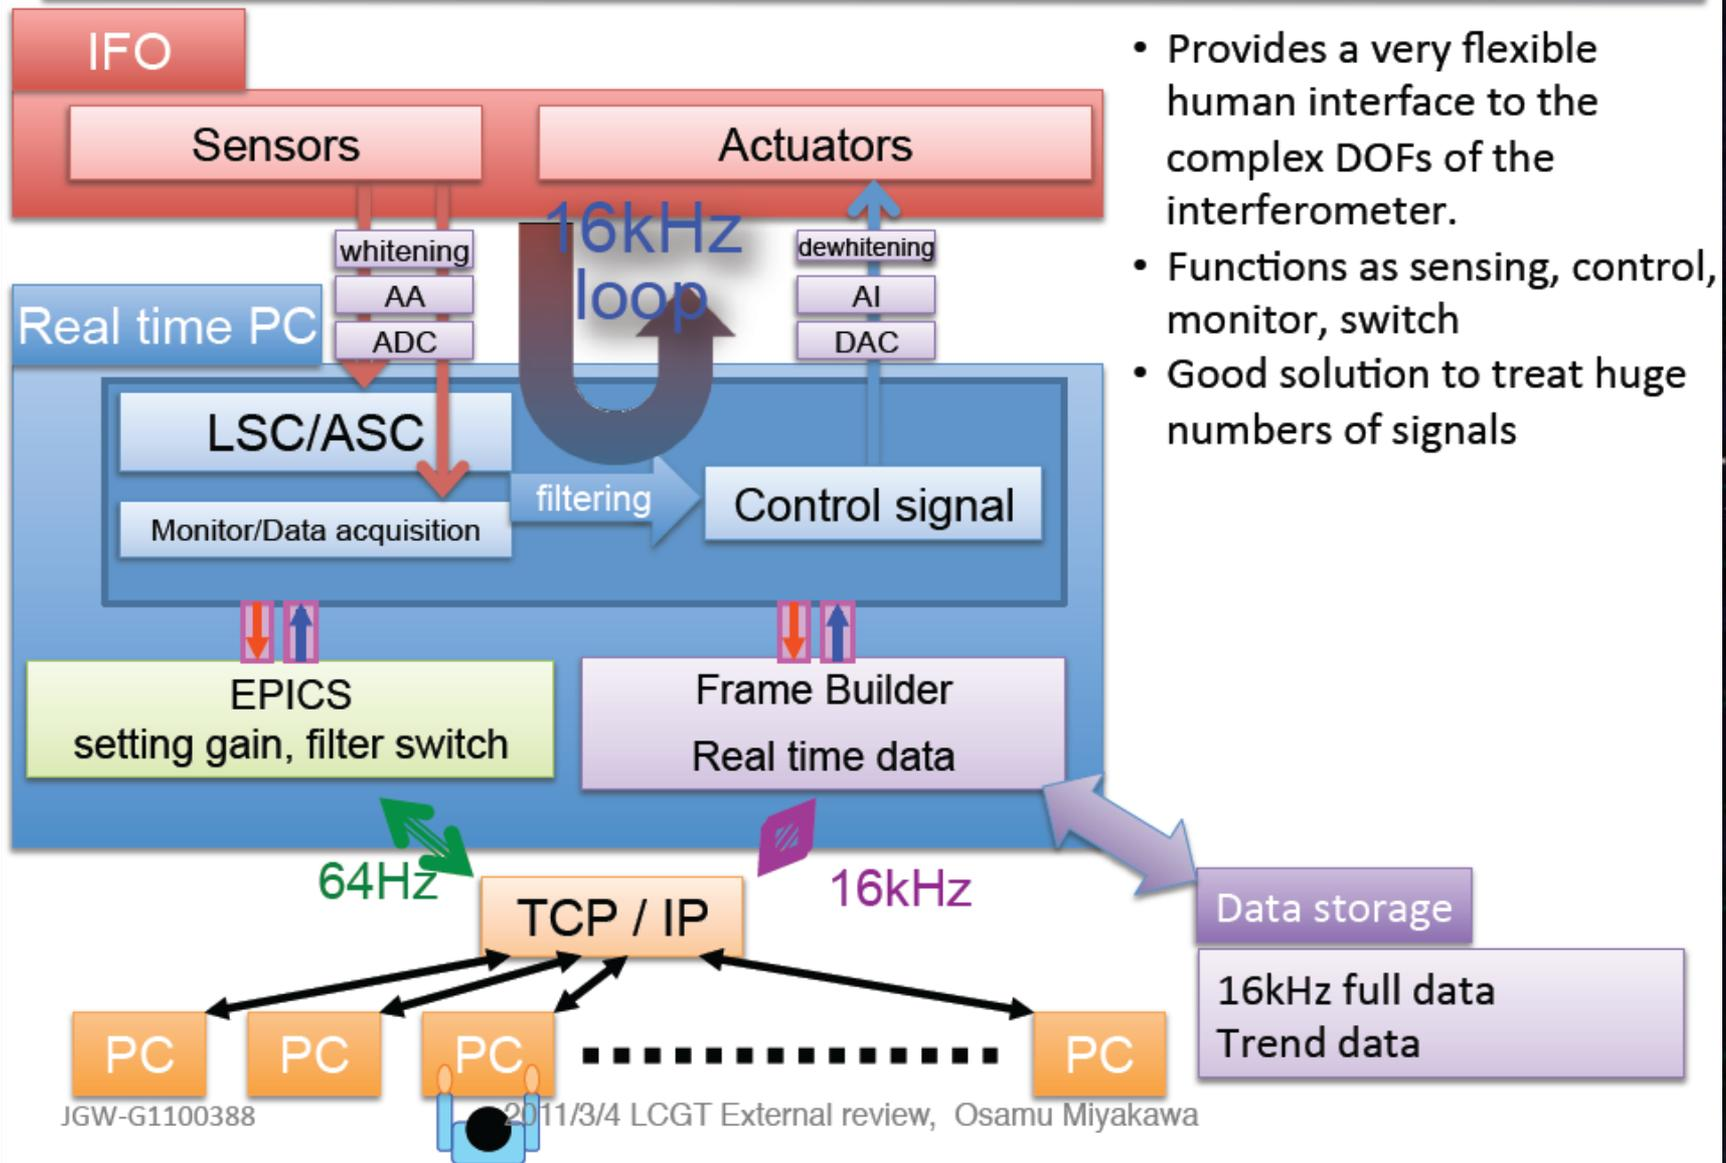 IFO
Sensors
Actuators
16kHz
loop
whitening
AA
ADC
dewhitening
AI
DAC
Real time PC
LSC/ASC
Monitor/Data acquisition
filtering
Control signal
EPICS
setting gain, filter switch
Frame Builder
Real time data
64Hz
16kHz
TCP / IP
PC
PC
PC
PC
Data storage
16kHz full data
Trend data
• Provides a very flexible
human interface to the
complex DOFs of the
interferometer.
• Functions as sensing, control,
monitor, switch
• Good solution to treat huge
numbers of signals
JGW-G1100388
2011/3/4 LCGT External review, Osamu Miyakawa